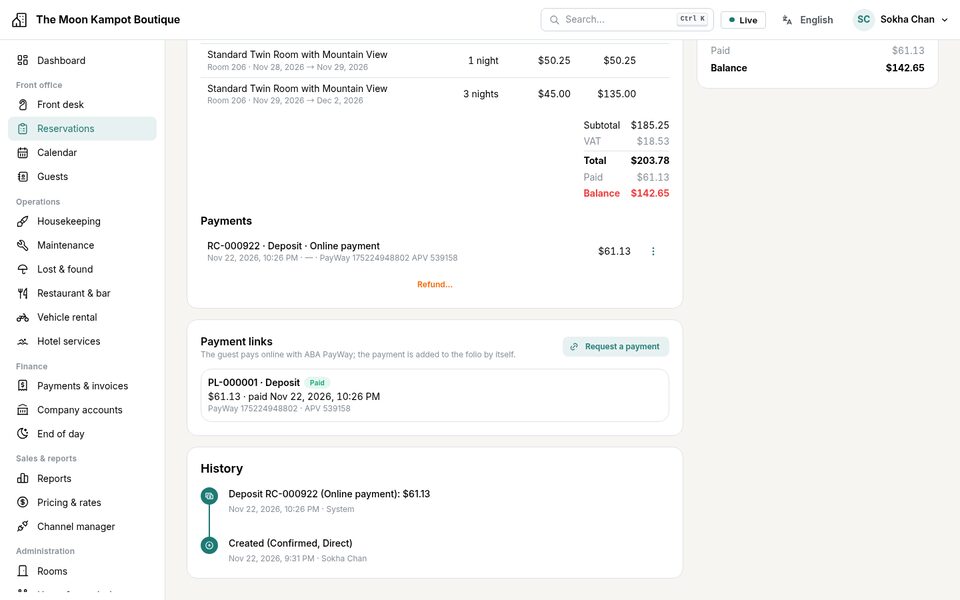 The Moon Kampot Boutique
Search...
Ctrl K
Live
English
SC
Sokha Chan
Dashboard
Front office
Front desk
Reservations
Calendar
Guests
Operations
Housekeeping
Maintenance
Lost & found
Restaurant & bar
Vehicle rental
Hotel services
Finance
Payments & invoices
Company accounts
End of day
Sales & reports
Reports
Pricing & rates
Channel manager
Administration
Rooms
Standard Twin Room with Mountain View
Room 206 · Nov 28, 2026 → Nov 29, 2026
1 night $50.25 $50.25
Standard Twin Room with Mountain View
Room 206 · Nov 29, 2026 → Dec 2, 2026
3 nights $45.00 $135.00
Subtotal $185.25
VAT $18.53
Total $203.78
Paid $61.13
Balance $142.65
Payments
RC-000922 · Deposit · Online payment
Nov 22, 2026, 10:26 PM · — · PayWay 175224948802 APV 539158
$61.13
Refund...
Payment links
The guest pays online with ABA PayWay; the payment is added to the folio by itself.
Request a payment
PL-000001 · Deposit Paid
$61.13 · paid Nov 22, 2026, 10:26 PM
PayWay 175224948802 · APV 539158
History
Deposit RC-000922 (Online payment): $61.13
Nov 22, 2026, 10:26 PM · System
Created (Confirmed, Direct)
Nov 22, 2026, 9:31 PM · Sokha Chan
Paid $61.13
Balance $142.65